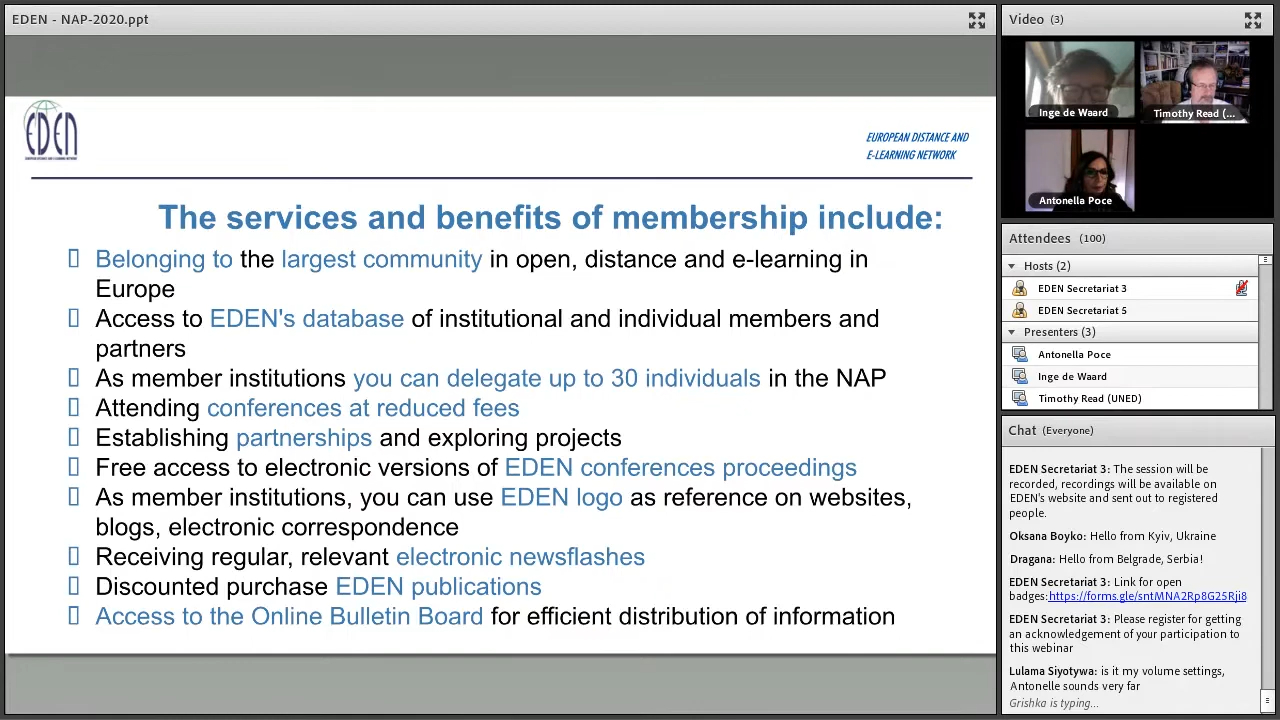 EDEN - NAP-2020.ppt
EDEN
EUROPEAN DISTANCE AND E-LEARNING NETWORK
EUROPEAN DISTANCE AND
E-LEARNING NETWORK
The services and benefits of membership include:
Belonging to the largest community in open, distance and e-learning in
Europe
Access to EDEN's database of institutional and individual members and
partners
As member institutions you can delegate up to 30 individuals in the NAP
Attending conferences at reduced fees
Establishing partnerships and exploring projects
Free access to electronic versions of EDEN conferences proceedings
As member institutions, you can use EDEN logo as reference on websites,
blogs, electronic correspondence
Receiving regular, relevant electronic newsflashes
Discounted purchase EDEN publications
Access to the Online Bulletin Board for efficient distribution of information
Video (3)
Inge de Waard
Timothy Read (...
Antonella Poce
Attendees (100)
Hosts (2)
EDEN Secretariat 3
EDEN Secretariat 5
Presenters (3)
Antonella Poce
Inge de Waard
Timothy Read (UNED)
Chat (Everyone)
EDEN Secretariat 3: The session will be
recorded, recordings will be available on
EDEN's website and sent out to registered
people.
Oksana Boyko: Hello from Kyiv, Ukraine
Dragana: Hello from Belgrade, Serbia!
EDEN Secretariat 3: Link for open
badges:https://forms.gle/sntMNA2Rp8G25Rji8
EDEN Secretariat 3: Please register for getting
an acknowledgement of your participation to
this webinar
Lulama Siyotywa: is it my volume settings,
Antonelle sounds very far
Grishka is typing...